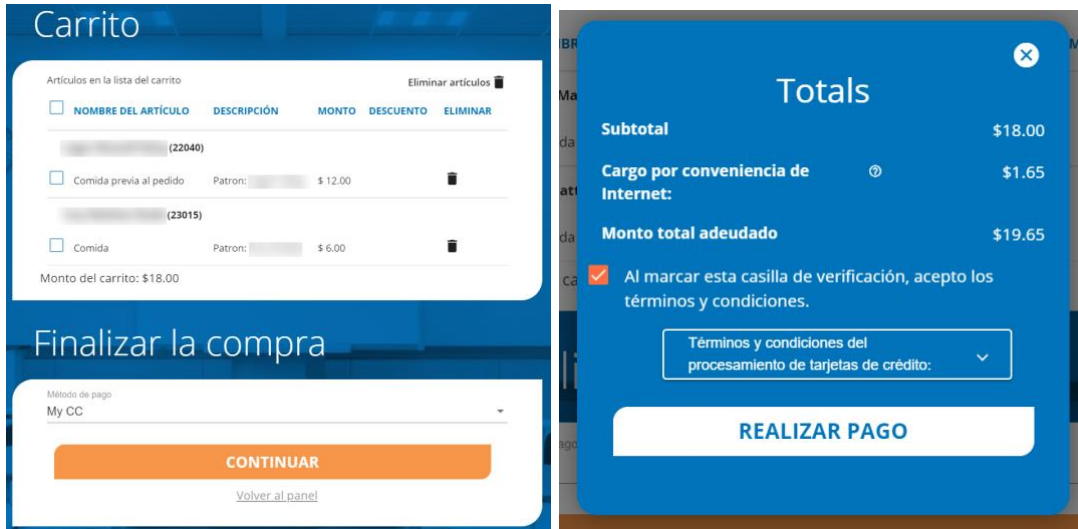 Carrito
Artículos en la lista del carrito
Eliminar artículos
NOMBRE DEL ARTÍCULO DESCRIPCIÓN MONTO DESCUENTO ELIMINAR
(22040)
Comida previa al pedido Patron: $ 12.00
(23015)
Comida Patron: $ 6.00
Monto del carrito: $18.00
Finalizar la compra
Método de pago
My CC
CONTINUAR
Volver al panel
Totals
Subtotal $18.00
Cargo por conveniencia de $1.65
Internet:
Monto total adeudado $19.65
Al marcar esta casilla de verificación, acepto los
términos y condiciones.
Términos y condiciones del
procesamiento de tarjetas de crédito:
REALIZAR PAGO